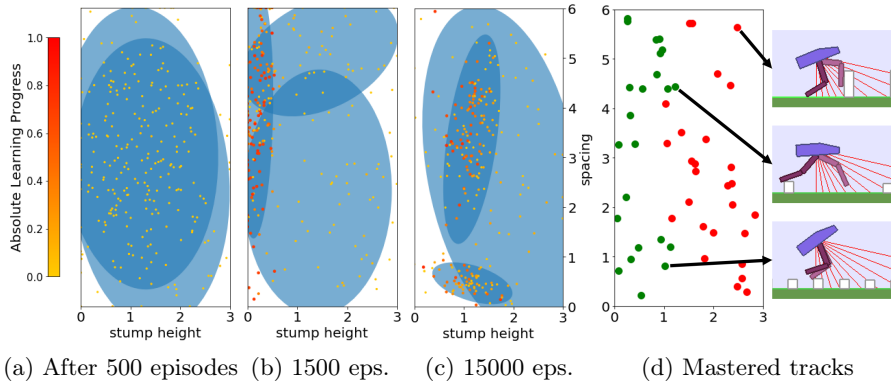 Absolute Learning Progress
1.0
0.8
0.6
0.4
0.2
0.0
0 1 2 3
stump height
0 1 2 3
stump height
0 1 2 3
stump height
6
5
4
3
2
1
0
spacing
6
5
4
3
2
1
0
0 1 2 3
(a) After 500 episodes (b) 1500 eps. (c) 15000 eps. (d) Mastered tracks